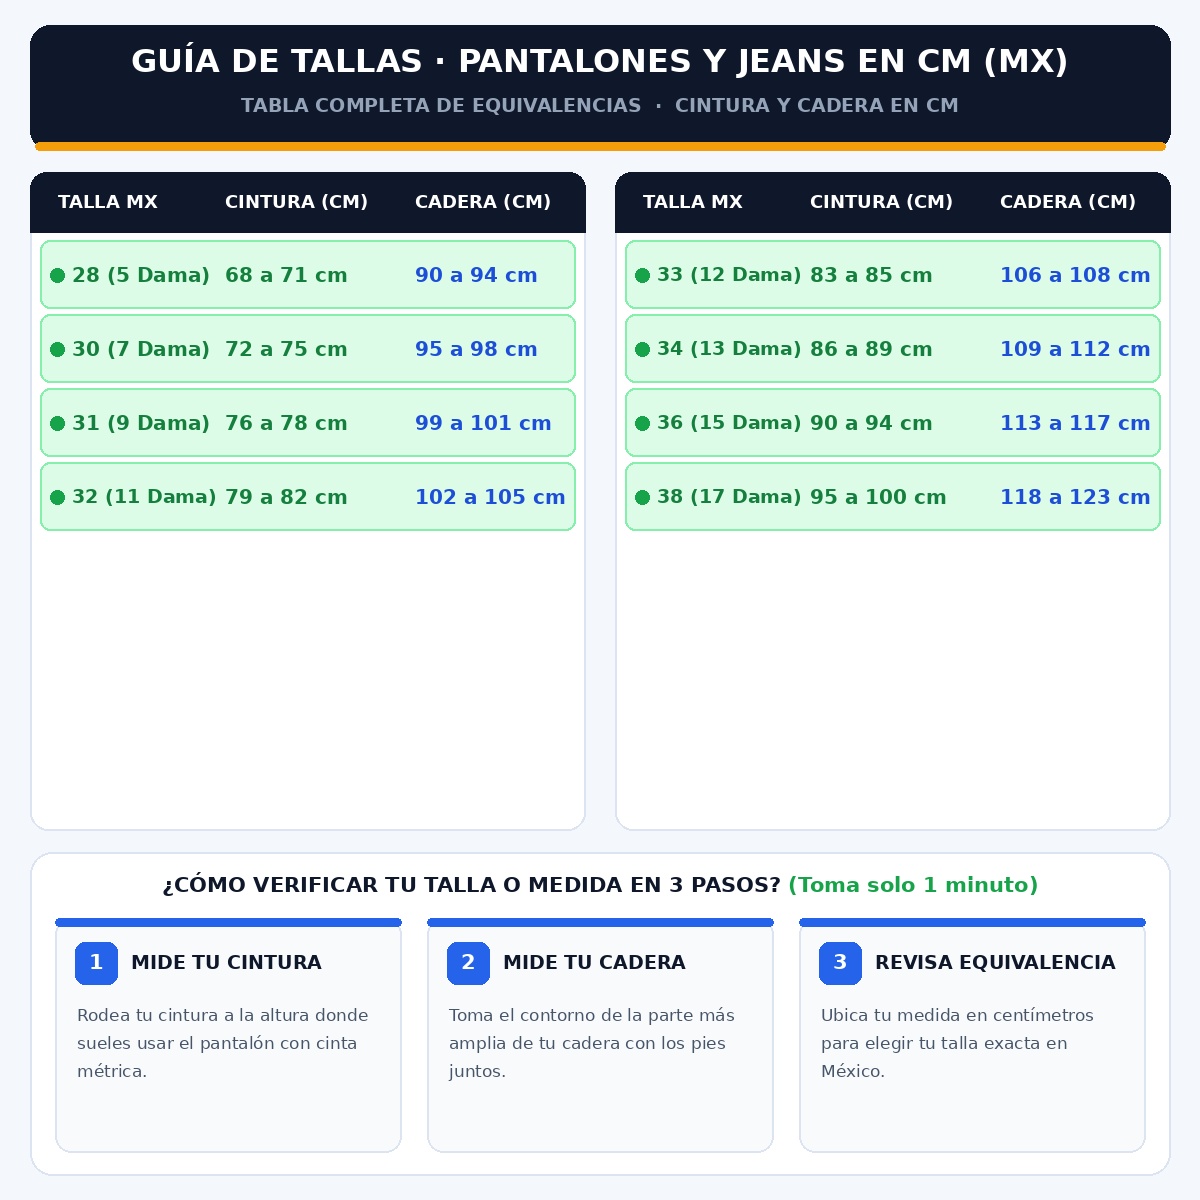 GUÍA DE TALLAS · PANTALONES Y JEANS EN CM (MX)
TABLA COMPLETA DE EQUIVALENCIAS · CINTURA Y CADERA EN CM
TALLA MX CINTURA (CM) CADERA (CM)
28 (5 Dama) 68 a 71 cm 90 a 94 cm
30 (7 Dama) 72 a 75 cm 95 a 98 cm
31 (9 Dama) 76 a 78 cm 99 a 101 cm
32 (11 Dama) 79 a 82 cm 102 a 105 cm
TALLA MX CINTURA (CM) CADERA (CM)
33 (12 Dama) 83 a 85 cm 106 a 108 cm
34 (13 Dama) 86 a 89 cm 109 a 112 cm
36 (15 Dama) 90 a 94 cm 113 a 117 cm
38 (17 Dama) 95 a 100 cm 118 a 123 cm
¿CÓMO VERIFICAR TU TALLA O MEDIDA EN 3 PASOS? (Toma solo 1 minuto)
1 MIDE TU CINTURA
Rodea tu cintura a la altura donde
sueles usar el pantalón con cinta
métrica.
2 MIDE TU CADERA
Toma el contorno de la parte más
amplia de tu cadera con los pies
juntos.
3 REVISA EQUIVALENCIA
Ubica tu medida en centímetros
para elegir tu talla exacta en
México.